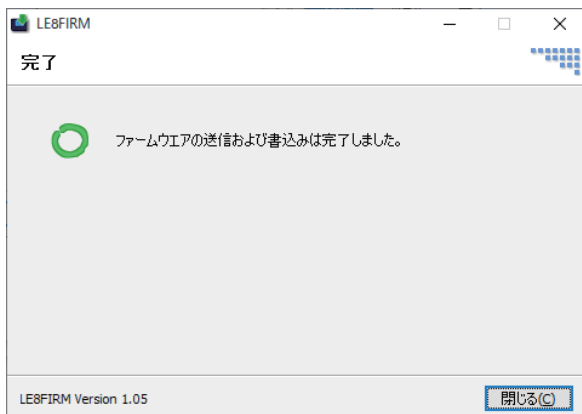 LE8FIRM
完了
ファームウエアの送信および書込みは完了しました。
LE8FIRM Version 1.05
閉じる(C)